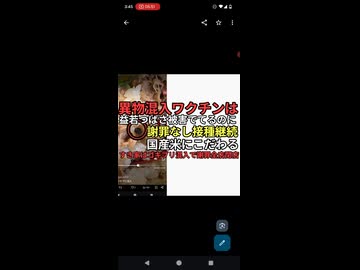 3:45
異物混入ワクチンは
益若つばさ被害でてるのに
謝罪なし接種継続
国産米にこだわる